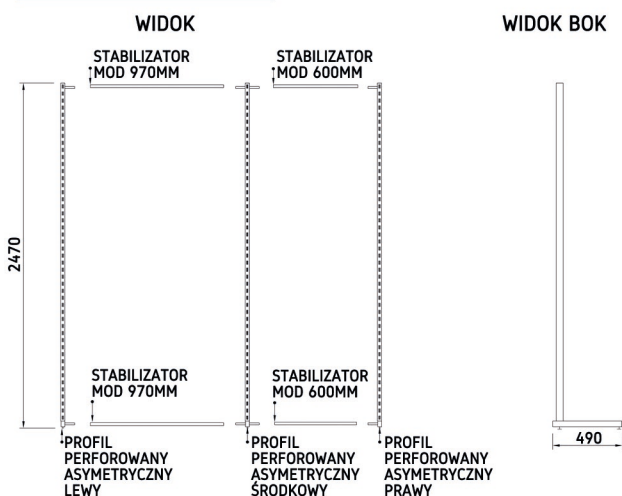 WIDOK
WIDOK BOK
STABILIZATOR
MOD 970MM
STABILIZATOR
MOD 600MM
2470
STABILIZATOR
MOD 970MM
STABILIZATOR
MOD 600MM
490
PROFIL
PERFOROWANY
ASYMETRYCZNY
LEWY
PROFIL
PERFOROWANY
ASYMETRYCZNY
ŚRODKOWY
PROFIL
PERFOROWANY
ASYMETRYCZNY
PRAWY